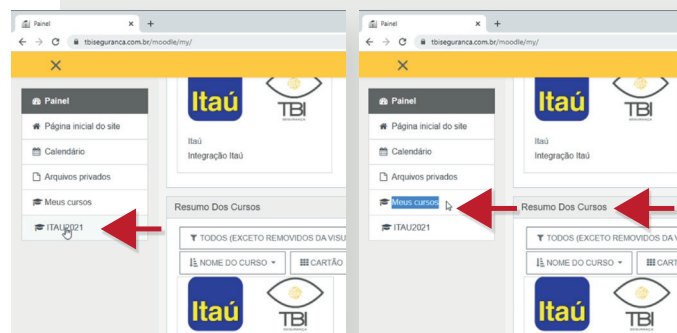 Painel
tbiseguranca.com.br/moodle/my/
Painel
Página inicial do site
Calendário
Arquivos privados
Meus cursos
ITAU2021
Itaú
TBI
Itaú
Integração Itaú
Resumo Dos Cursos
TODOS (EXCETO REMOVIDOS DA VISU
NOME DO CURSO
CARTÃO
Itaú
TBI
Painel
tbiseguranca.com.br/moodle/my/
Painel
Página inicial do site
Calendário
Arquivos privados
Meus cursos
ITAU2021
Itaú
TBI
Itaú
Integração Itaú
Resumo Dos Cursos
TODOS (EXCETO REMOVIDOS DA V
NOME DO CURSO
CART
Itaú
TBI